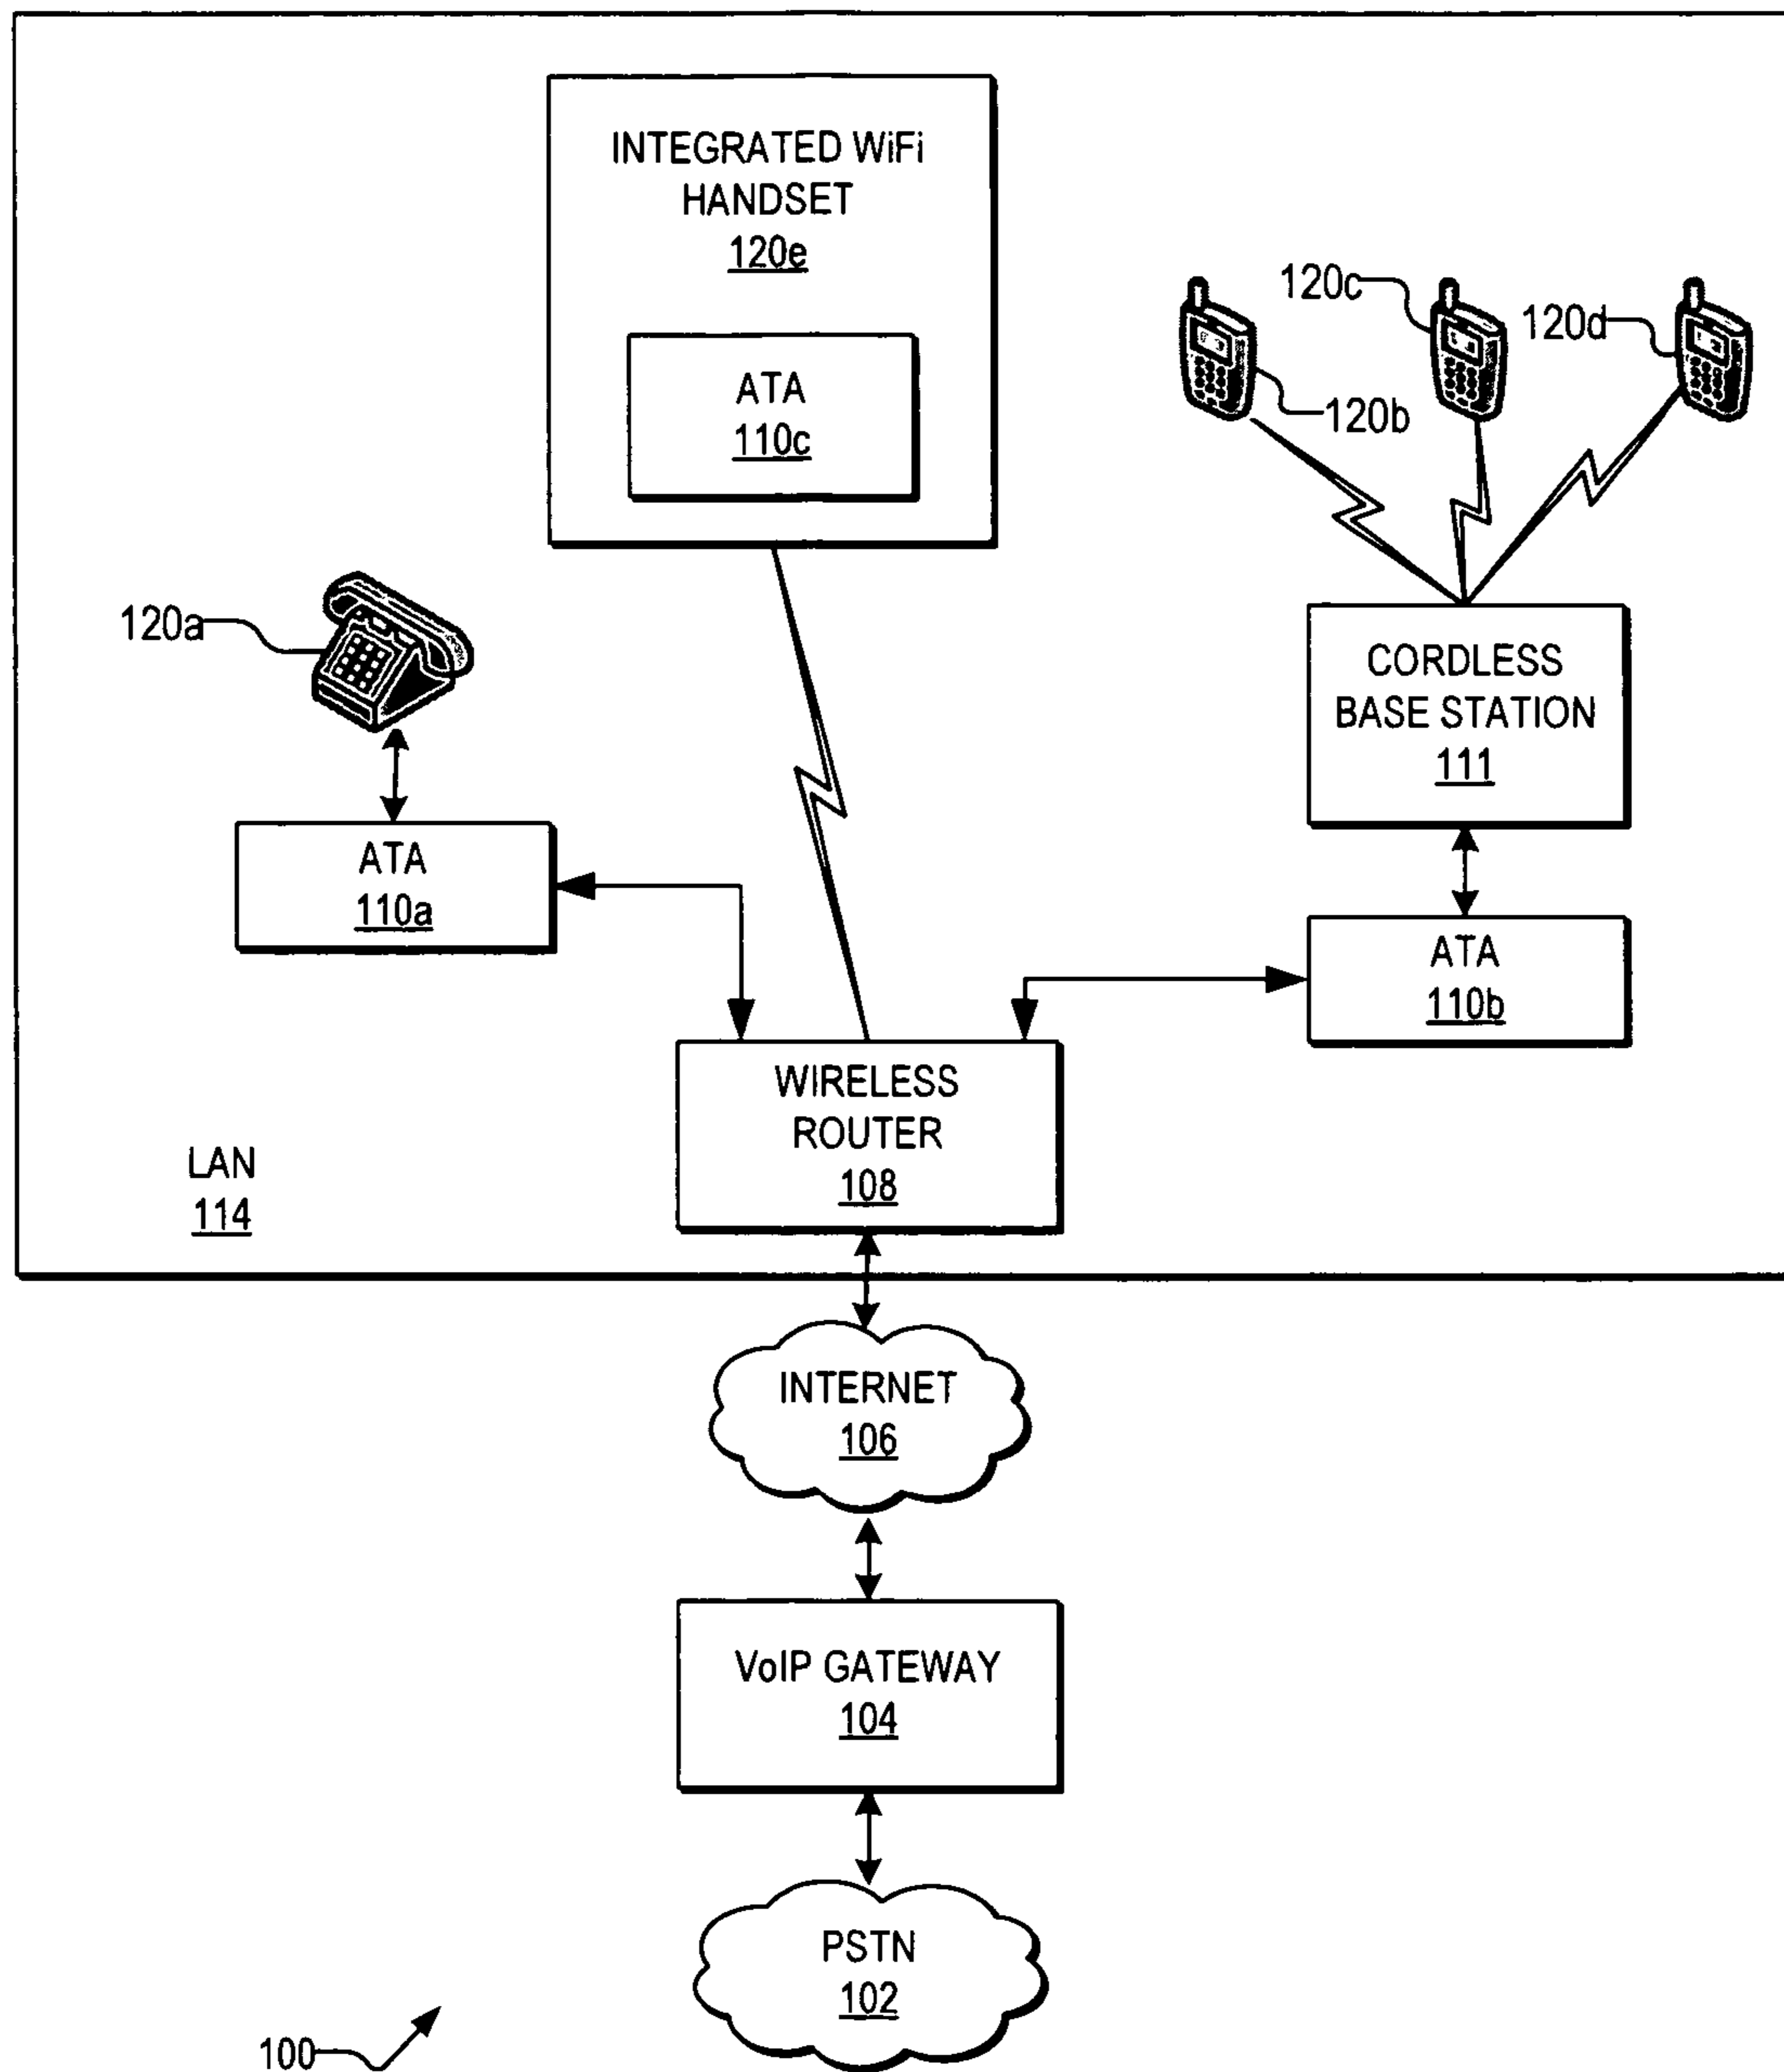 INTEGRATED WiFi
HANDSET
120e
ATA
110c
120c
120d
120b
120a
CORDLESS
BASE STATION
111
ATA
110a
ATA
110b
WIRELESS
ROUTER
108
LAN
114
INTERNET
106
VoIP GATEWAY
104
PSTN
102
100